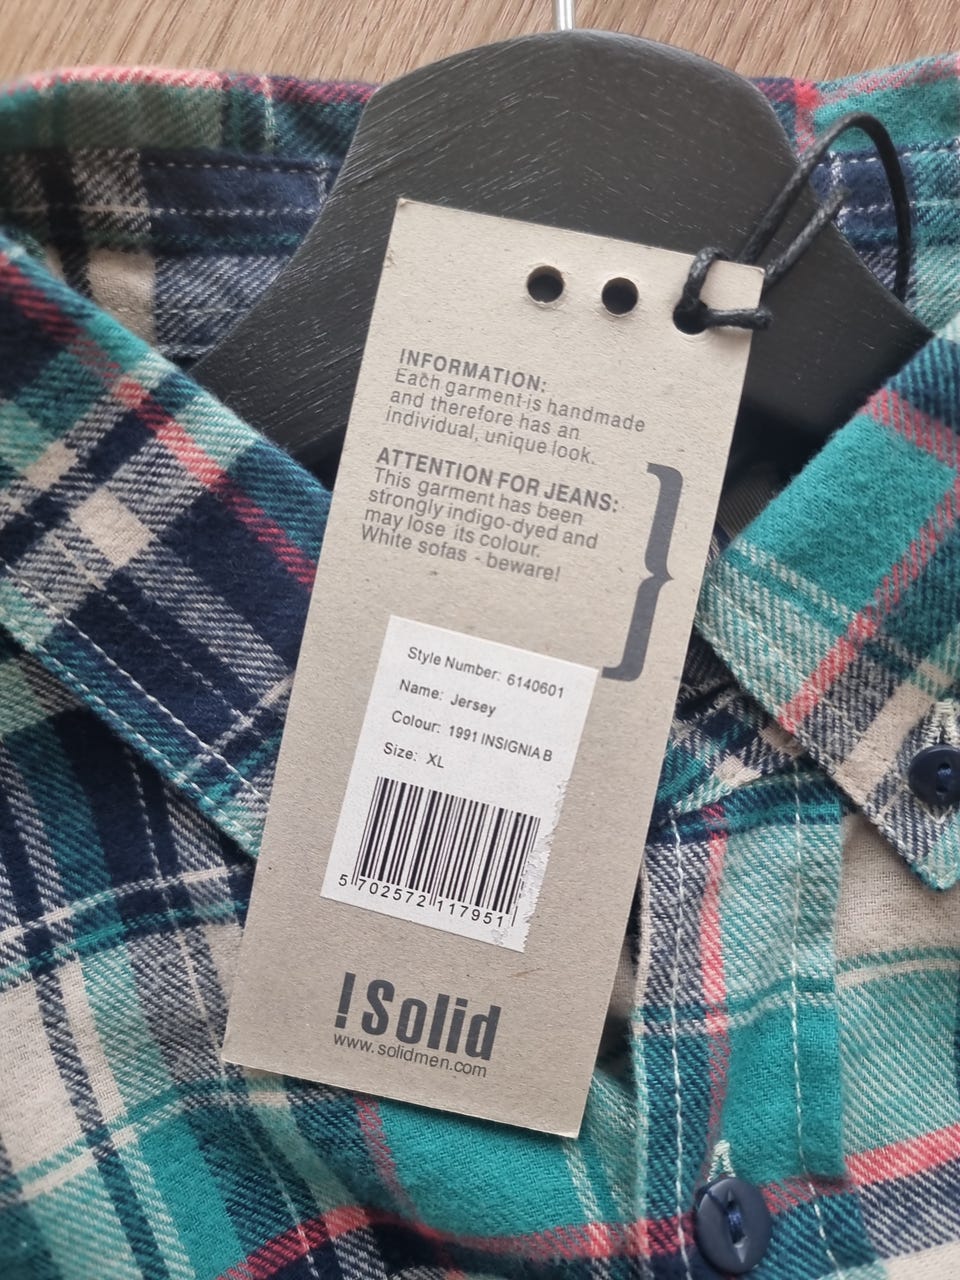 INFORMATION:
Each garment is handmade
and therefore has an
individual, unique look.
ATTENTION FOR JEANS:
This garment has been
strongly indigo-dyed and
may lose its colour.
White sofas - beware!
}
Style Number: 6140601
Name: Jersey
Colour: 1991 INSIGNIA B
Size: XL
5 702572 117951
! Solid
www.solidmen.com